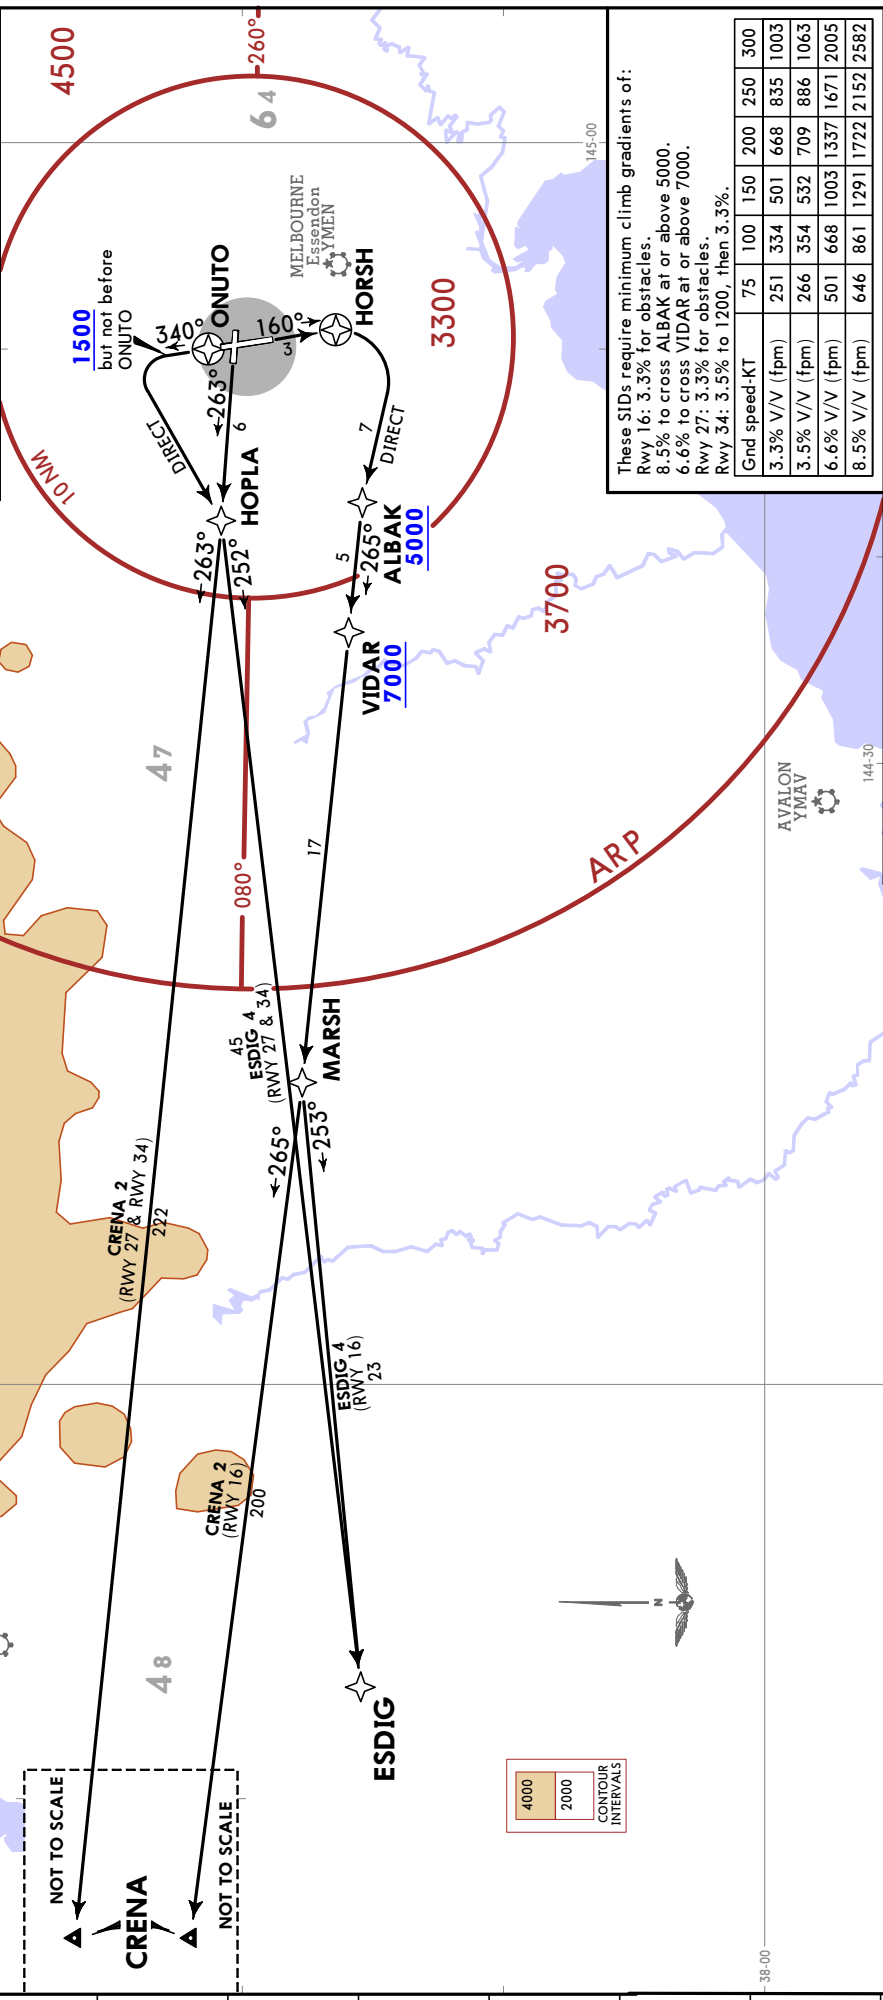 NOT TO SCALE
CRENA
NOT TO SCALE
48
ESDIG
CRENA 2
(RWY 27 & RWY 34)
222
CRENA 2
(RWY 16)
200
ESDIG 4
(RWY 16)
23
45
ESDIG 4
(RWY 27 & 34)
265°
253°
MARSH
17
080°
47
ARP
VIDAR
7000
5
265°
ALBAK
5000
263°
252°
HOPLA
10 NM
DIRECT
7
DIRECT
6
263°
1500
but not before
ONUTO
340°
ONUTO
160°
3
HORSH
MELBOURNE
Essendon
YMEN
4500
260°
64
3300
3700
145-00
144-30
38-00
AVALON
YMAV
N
4000
2000
CONTOUR
INTERVALS
These SIDs require minimum climb gradients of:
Rwy 16: 3.3% for obstacles.
8.5% to cross ALBAK at or above 5000.
6.6% to cross VIDAR at or above 7000.
Rwy 27: 3.3% for obstacles.
Rwy 34: 3.5% to 1200, then 3.3%.
Gnd speed-KT 75 100 150 200 250 300
3.3% V/V (fpm) 251 334 501 668 835 1003
3.5% V/V (fpm) 266 354 532 709 886 1063
6.6% V/V (fpm) 501 668 1003 1337 1671 2005
8.5% V/V (fpm) 646 861 1291 1722 2152 2582